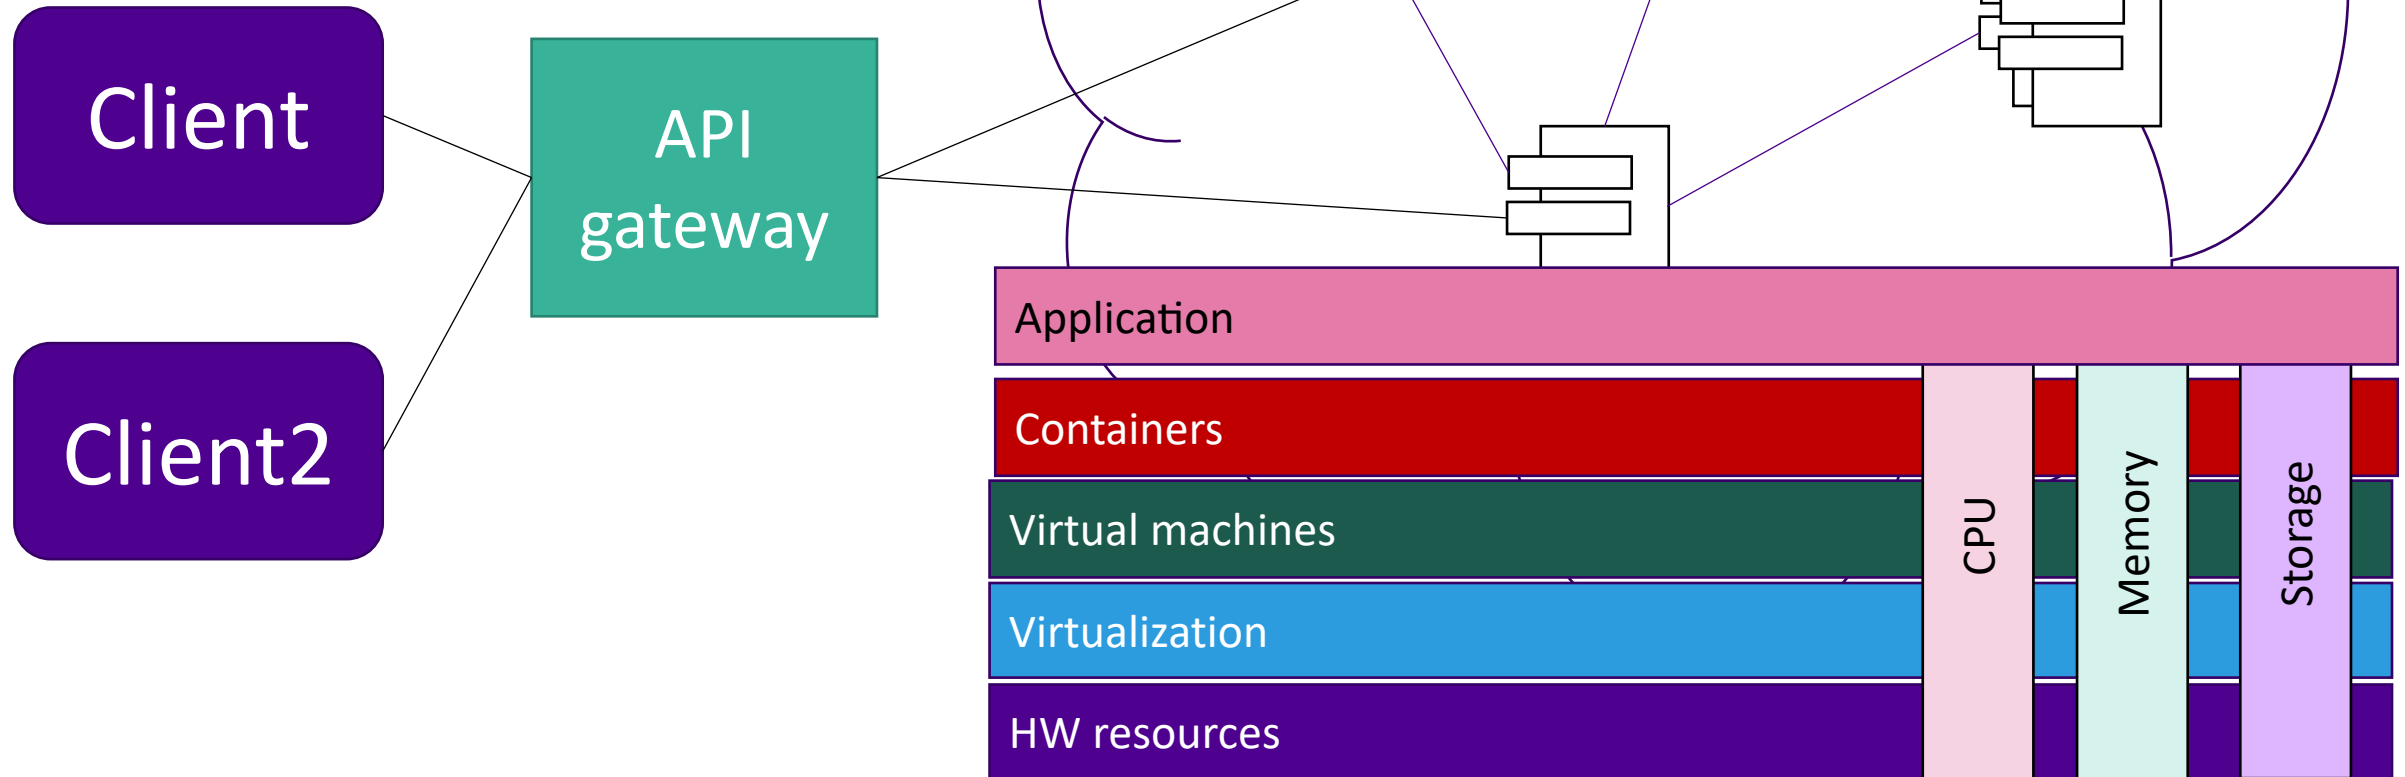 Client
API
gateway
Client2
Application
Containers
Virtual machines
Virtualization
HW resources
CPU
Memory
Storage